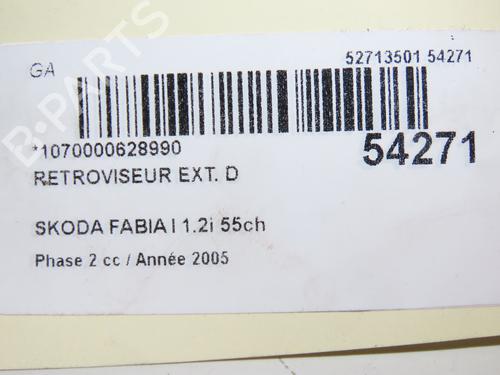 GA
52713501 54271
B-PARTS
*1070000628990
54271
RETROVISEUR EXT. D
SKODA FABIA I 1.2i 55ch
Phase 2 cc / Année 2005